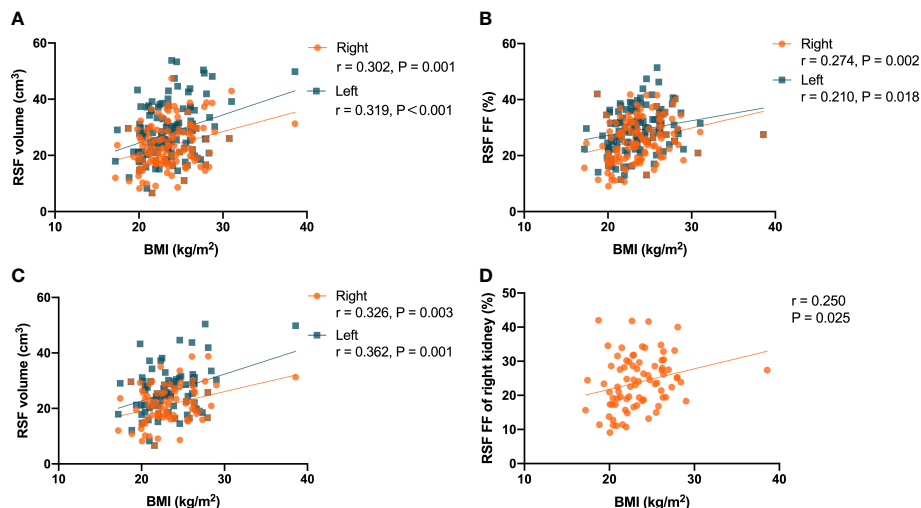 A
RSF volume (cm³)
60
40
20
0
10
20
30
40
BMI (kg/m²)
Right
r = 0.302, P = 0.001
Left
r = 0.319, P<0.001
B
RSF FF (%)
60
40
20
0
10
20
30
40
BMI (kg/m²)
Right
r = 0.274, P = 0.002
Left
r = 0.210, P = 0.018
C
RSF volume (cm³)
60
40
20
0
10
20
30
40
BMI (kg/m²)
Right
r = 0.326, P = 0.003
Left
r = 0.362, P = 0.001
D
RSF FF of right kidney (%)
50
40
30
20
10
0
10
20
30
40
BMI (kg/m²)
r = 0.250
P = 0.025